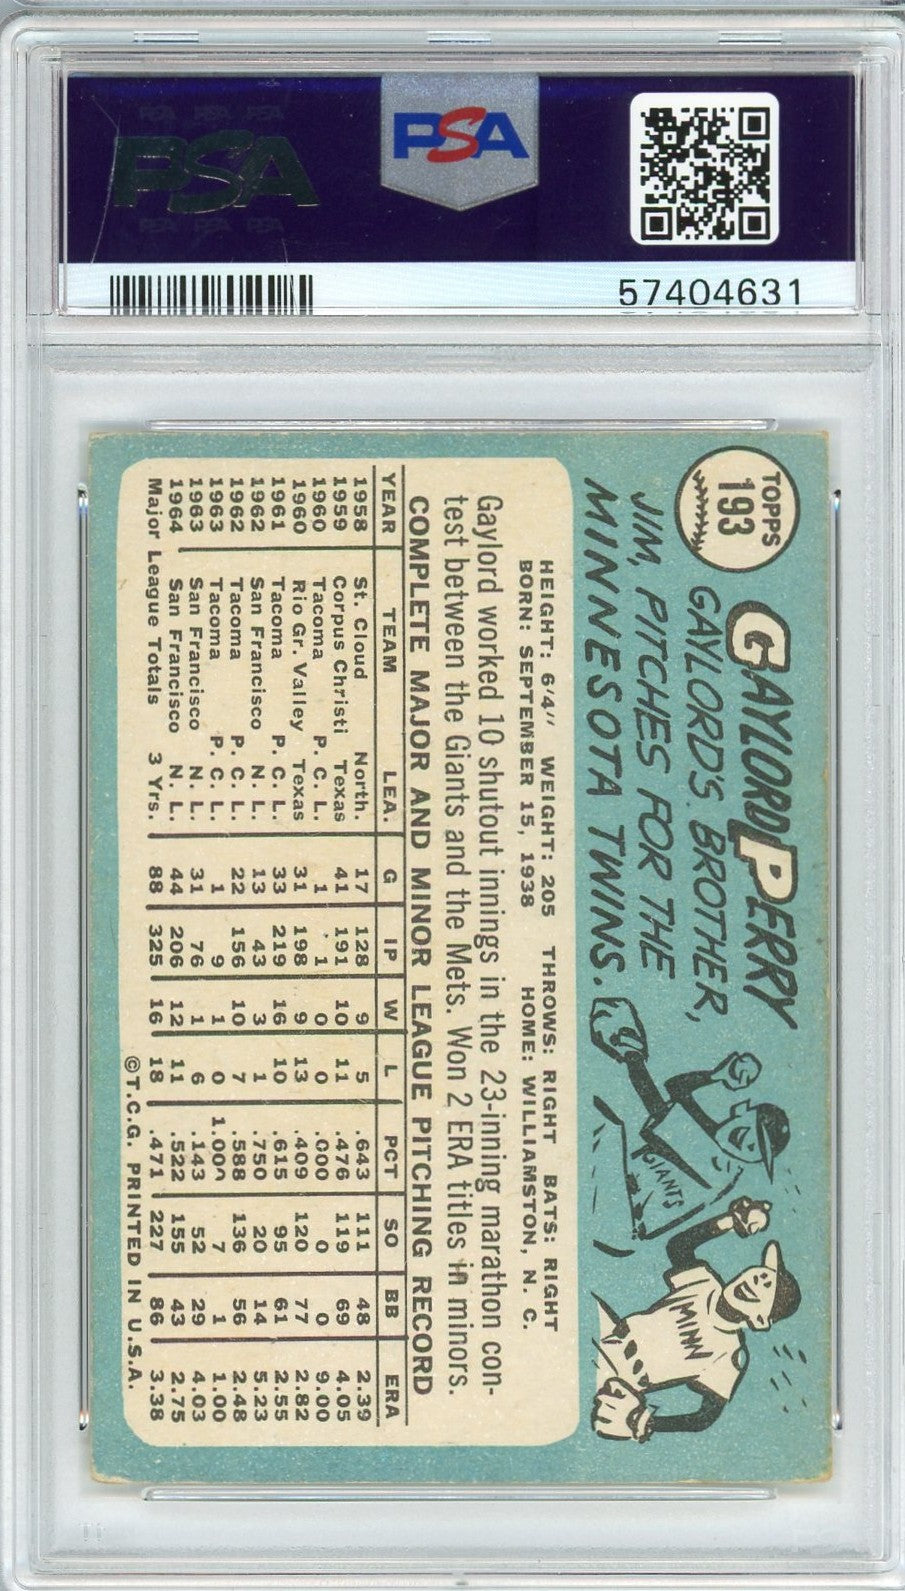 PSA PSA PSA
PSA
PSA PSA PSA
PSA
57404631
TOPPS
193
GAYLORD PERRY
GAYLORD'S BROTHER,
JIM, PITCHES FOR THE
MINNESOTA TWINS.
GIANTS
MINN
HEIGHT: 6'4" WEIGHT: 205 THROWS: RIGHT BATS: RIGHT
BORN: SEPTEMBER 15, 1938 HOME: WILLIAMSTON, N. C.
Gaylord worked 10 shutout innings in the 23-inning marathon con-
test between the Giants and the Mets. Won 2 ERA titles in minors.
COMPLETE MAJOR AND MINOR LEAGUE PITCHING RECORD
YEAR TEAM LEA. G IP W L PCT SO BB ERA
1958 St. Cloud North. 17 128 9 5 .643 111 48 2.39
1959 Corpus Christi Texas 41 191 10 11 .476 119 69 4.05
1960 Tacoma P. C. L. 1 1 0 0 .000 0 0 9.00
1960 Rio Gr. Valley Texas 31 198 9 13 .409 120 77 2.82
1961 Tacoma P. C. L. 33 219 16 10 .615 95 61 2.55
1962 San Francisco N. L. 13 43 3 1 .750 20 14 5.23
1962 Tacoma P. C. L. 22 156 10 7 .588 136 56 2.48
1963 Tacoma P. C. L. 1 9 1 0 1.000 7 1 1.00
1963 San Francisco N. L. 31 76 1 6 .143 52 29 4.03
1964 San Francisco N. L. 44 206 12 11 .522 155 43 2.75
Major League Totals 3 Yrs. 88 325 16 18 .471 227 86 3.38
©T.C.G. PRINTED IN U.S.A.